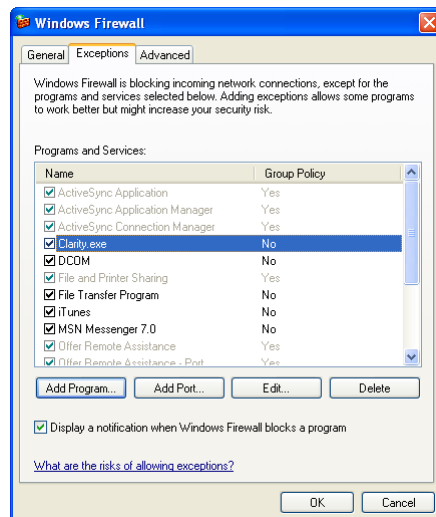 Windows Firewall
General Exceptions Advanced
Windows Firewall is blocking incoming network connections, except for the
programs and services selected below. Adding exceptions allows some programs
to work better but might increase your security risk.
Programs and Services:
Name Group Policy
ActiveSync Application Yes
ActiveSync Application Manager Yes
ActiveSync Connection Manager Yes
Clarity.exe No
DCOM No
File and Printer Sharing Yes
File Transfer Program No
iTunes No
MSN Messenger 7.0 No
Offer Remote Assistance Yes
Offer Remote Assistance - Port Yes
Add Program... Add Port... Edit... Delete
Display a notification when Windows Firewall blocks a program
What are the risks of allowing exceptions?
OK Cancel